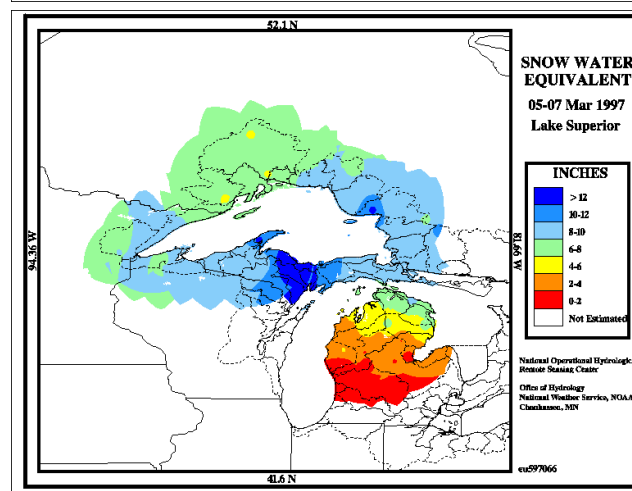 52.1 N
SNOW WATER
EQUIVALENT
05-07 Mar 1997
Lake Superior
INCHES
> 12
10-12
8-10
6-8
4-6
2-4
0-2
Not Estimated
94.36 W
81.66 W
National Operational Hydrologic
Remote Sensing Center
Office of Hydrology
National Weather Service, NOAA
Chanhassen, MN
eu597066
41.6 N